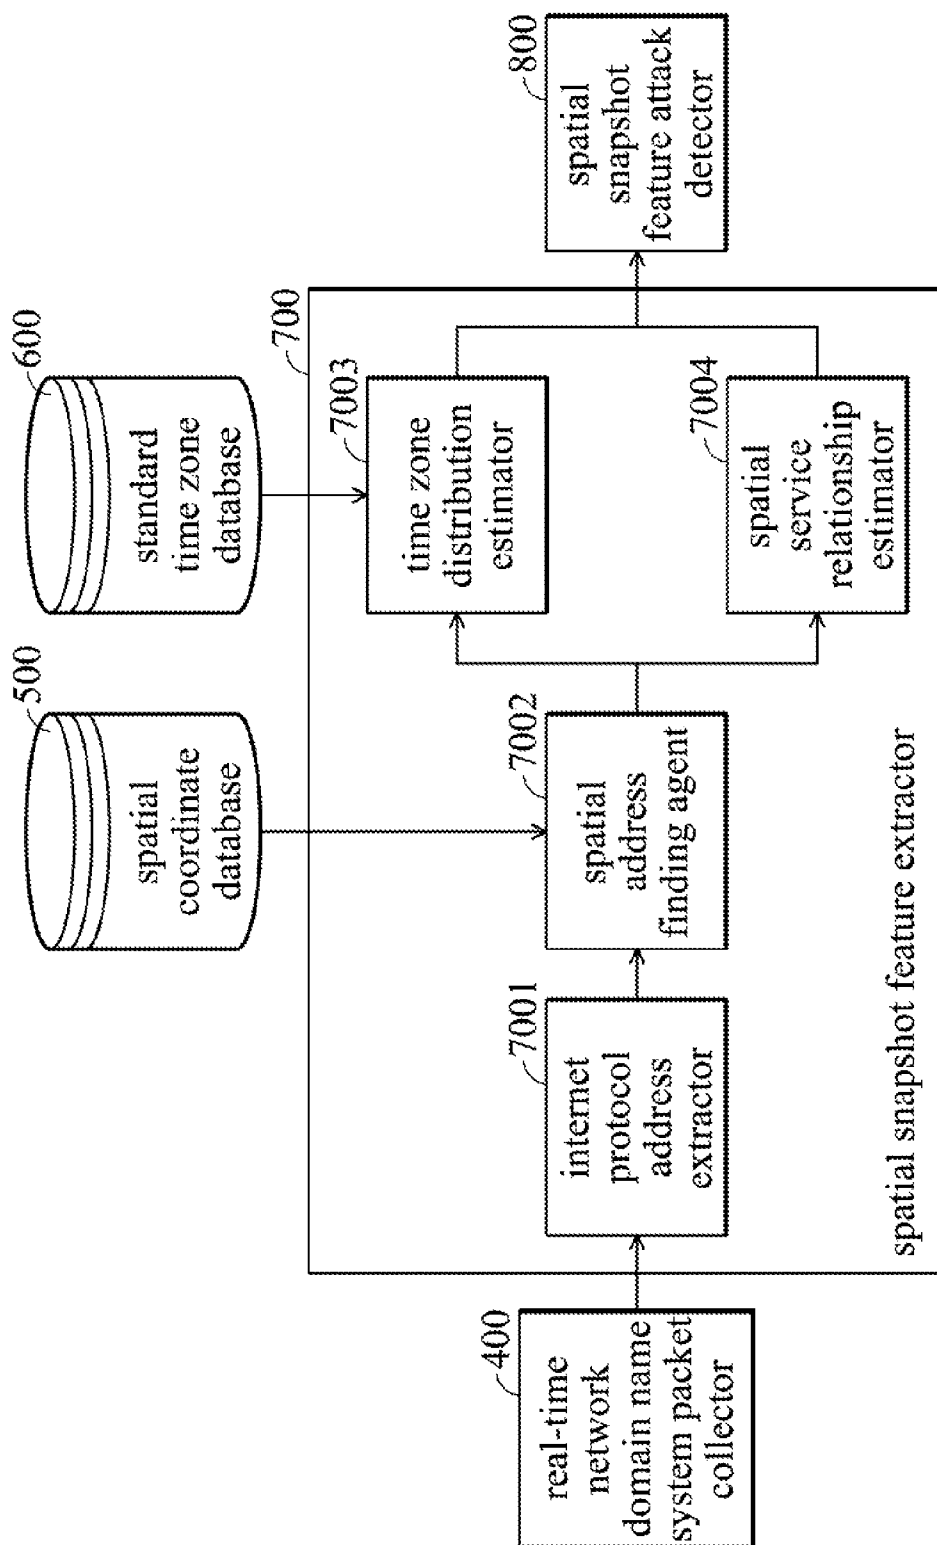 500
spatial
coordinate
database
600
standard
time zone
database
700
400
real-time
network
domain name
system packet
collector
7001
internet
protocol
address
extractor
7002
spatial
address
finding agent
7003
time zone
distribution
estimator
7004
spatial
service
relationship
estimator
800
spatial
snapshot
feature attack
detector
spatial snapshot feature extractor